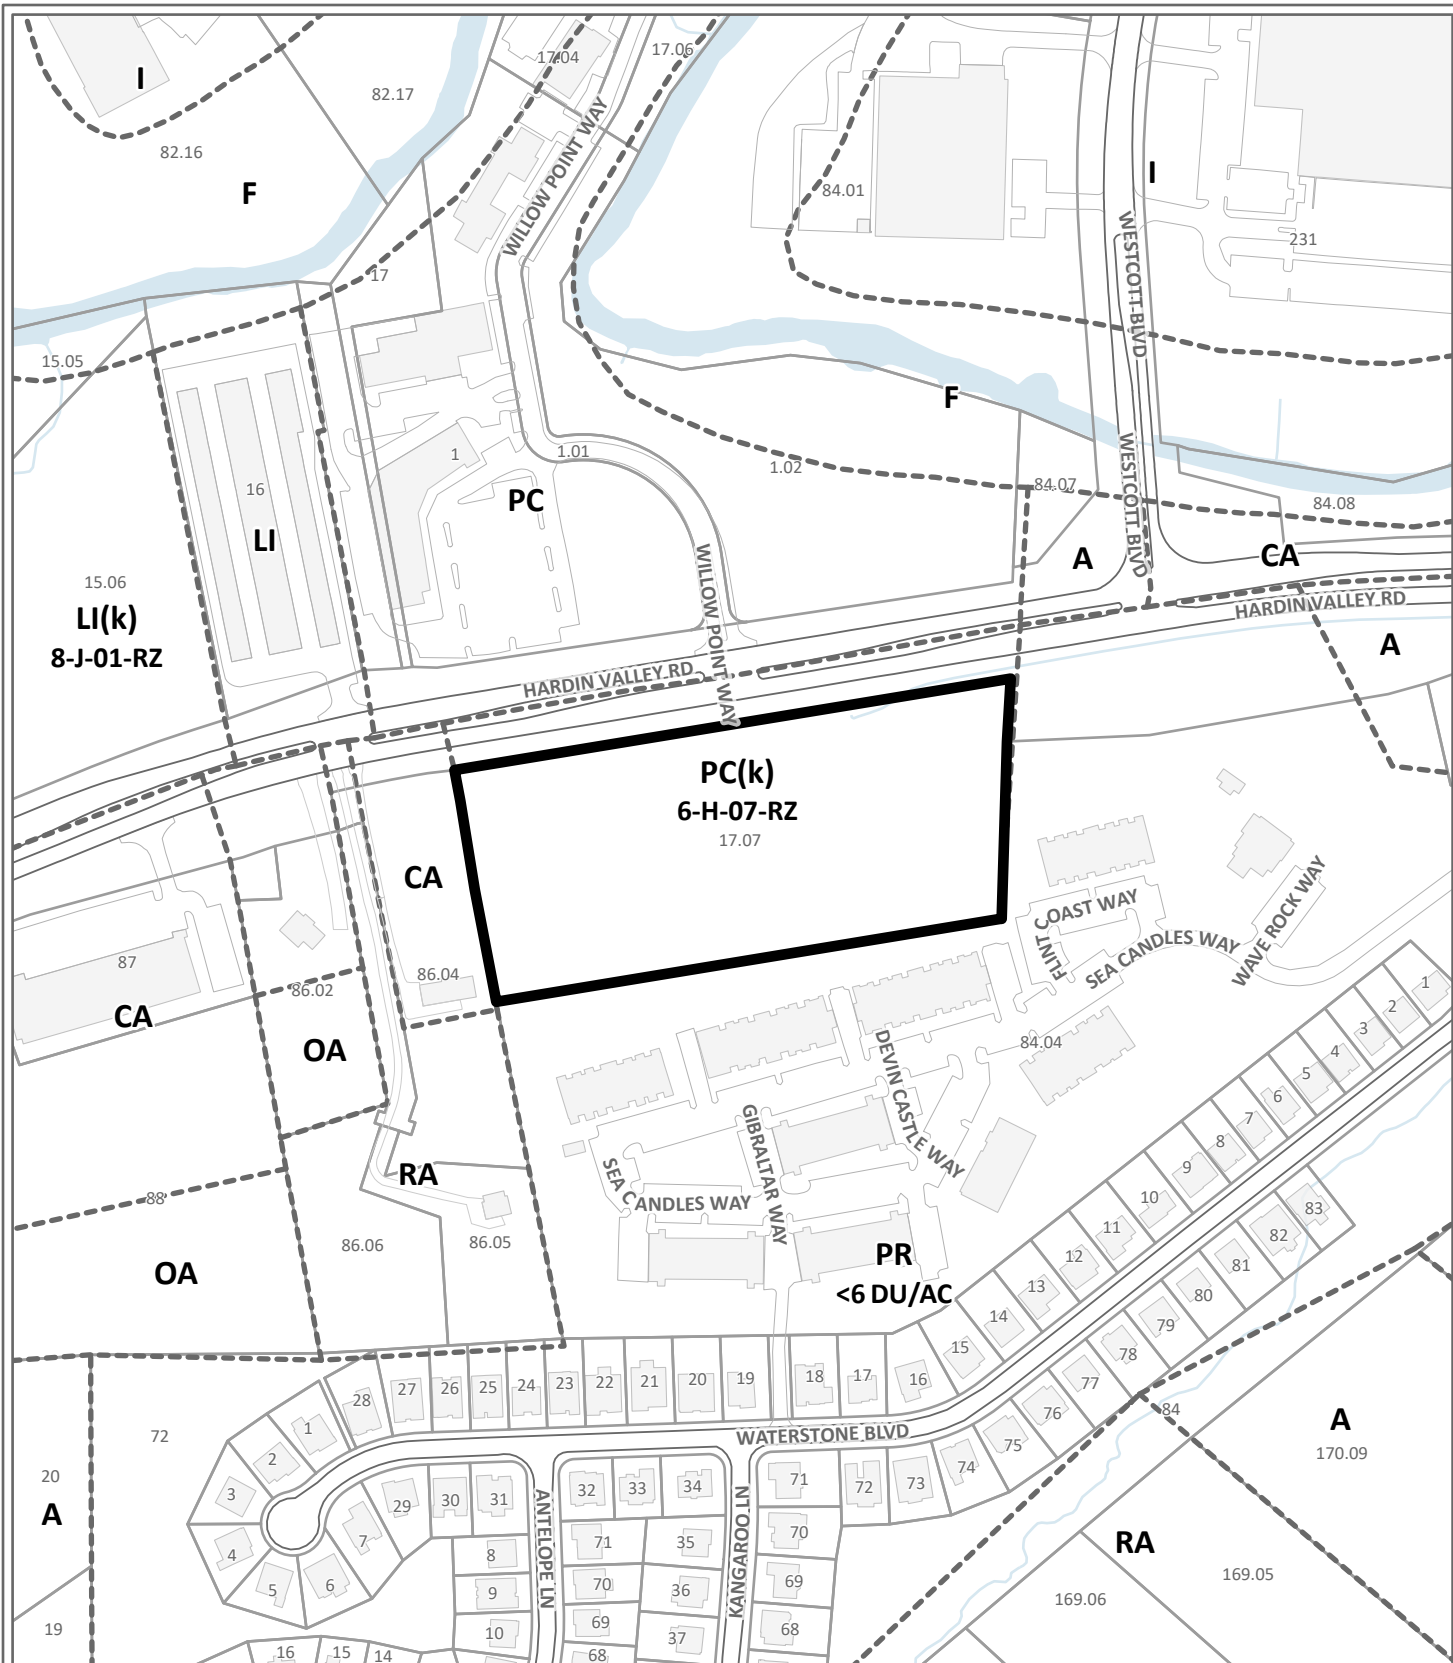 I
17.04
17.06
82.17
82.16
F
WILLOW POINT WAY
84.01
I
WESTCOTT BLVD
231
17
15.05
F
1
1.01
1.02
16
PC
LI
84.07
WESTCOTT BLVD
84.08
A
CA
15.06
LI(k)
8-J-01-RZ
WILLOW POINT WAY
HARDIN VALLEY RD
HARDIN VALLEY RD
A
PC(k)
6-H-07-RZ
17.07
CA
FLINT COAST WAY
WAVE ROCK WAY
SEA CANDLES WAY
87
86.04
86.02
CA
OA
DEVIN CASTLE WAY
84.04
1
2
3
4
5
6
7
8
9
10
11
12
13
14
15
GIBRALTAR WAY
SEA CANDLES WAY
RA
88
86.06
86.05
OA
PR
<6 DU/AC
83
82
81
80
79
78
77
76
75
74
73
72
71
28
27
26
25
24
23
22
21
20
19
18
17
16
WATERSTONE BLVD
72
1
2
3
4
5
6
7
29
30
31
32
33
34
84
A
170.09
20
A
ANTELOPE LN
KANGAROO LN
8
9
10
71
70
69
68
35
36
37
70
69
68
RA
169.05
169.06
19
16
15
14